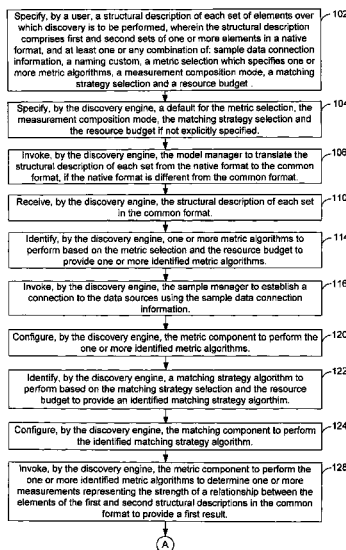 Specify, by a user, a structural description of each set of elements over
which discovery is to be performed, wherein the structural description
comprises first and second sets of one or more elements in a native
format, and at least one or any combination of: sample data connection
information, a naming custom, a metric selection which specifies one or
more metric algorithms, a measurement composition mode, a matching
strategy selection and a resource budget .
102
Specify, by the discovery engine, a default for the metric selection, the
measurement composition mode, the matching strategy selection and
the resource budget if not explicitly specified.
104
Invoke, by the discovery engine, the model manager to translate the
structural description of each set from the native format to the common
format, if the native format is different from the common format.
106
Receive, by the discovery engine, the structural description of each set
in the common format.
110
Identify, by the discovery engine, one or more metric algorithms to
perform based on the metric selection and the resource budget to
provide one or more identified metric algorithms.
114
Invoke, by the discovery engine, the sample manager to establish a
connection to the data sources using the sample data connection
information.
116
Configure, by the discovery engine, the metric component to perform the
one or more identified metric algorithms.
120
Identify, by the discovery engine, a matching strategy algorithm to
perform based on the matching strategy selection and the resource
budget to provide an identified matching strategy algorithm.
122
Configure, by the discovery engine, the matching component to perform
the identified matching strategy algorithm.
124
Invoke, by the discovery engine, the metric component to perform the
one or more identified metric algorithms to determine one or more
measurements representing the strength of a relationship between the
elements of the first and second structural descriptions in the common
format to provide a first result.
128
A